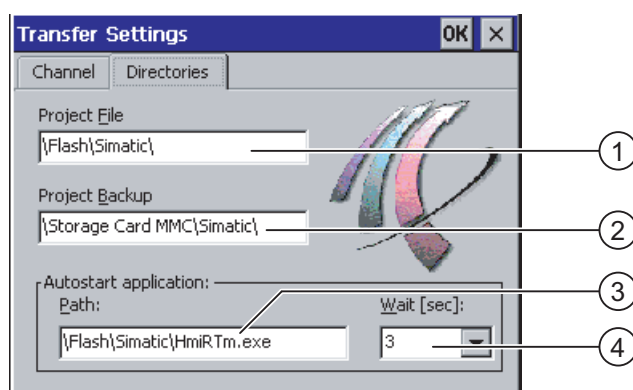 Transfer Settings OK ×
Channel Directories
Project File
\Flash\Simatic\
1
Project Backup
\Storage Card MMC\Simatic\
2
Autostart application:
3
Path: Wait [sec]:
\Flash\Simatic\HmiRTm.exe 3
4